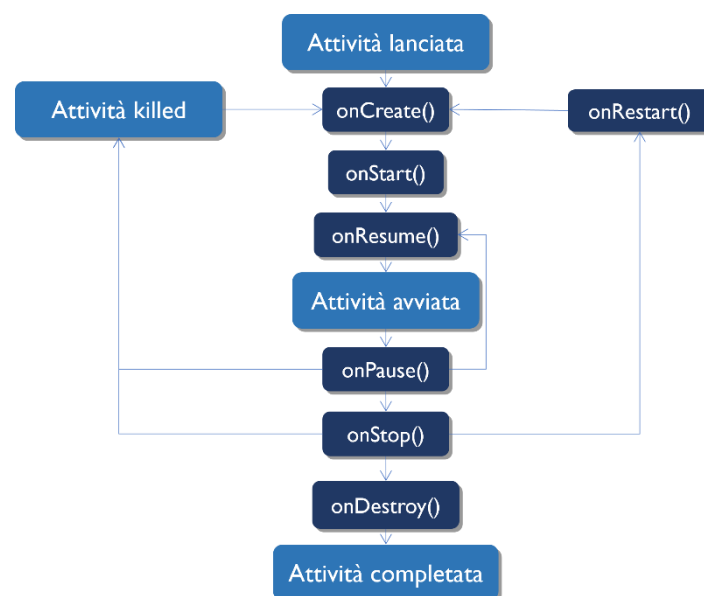 Attività lanciata
Attività killed
onCreate()
onRestart()
onStart()
onResume()
Attività avviata
onPause()
onStop()
onDestroy()
Attività completata